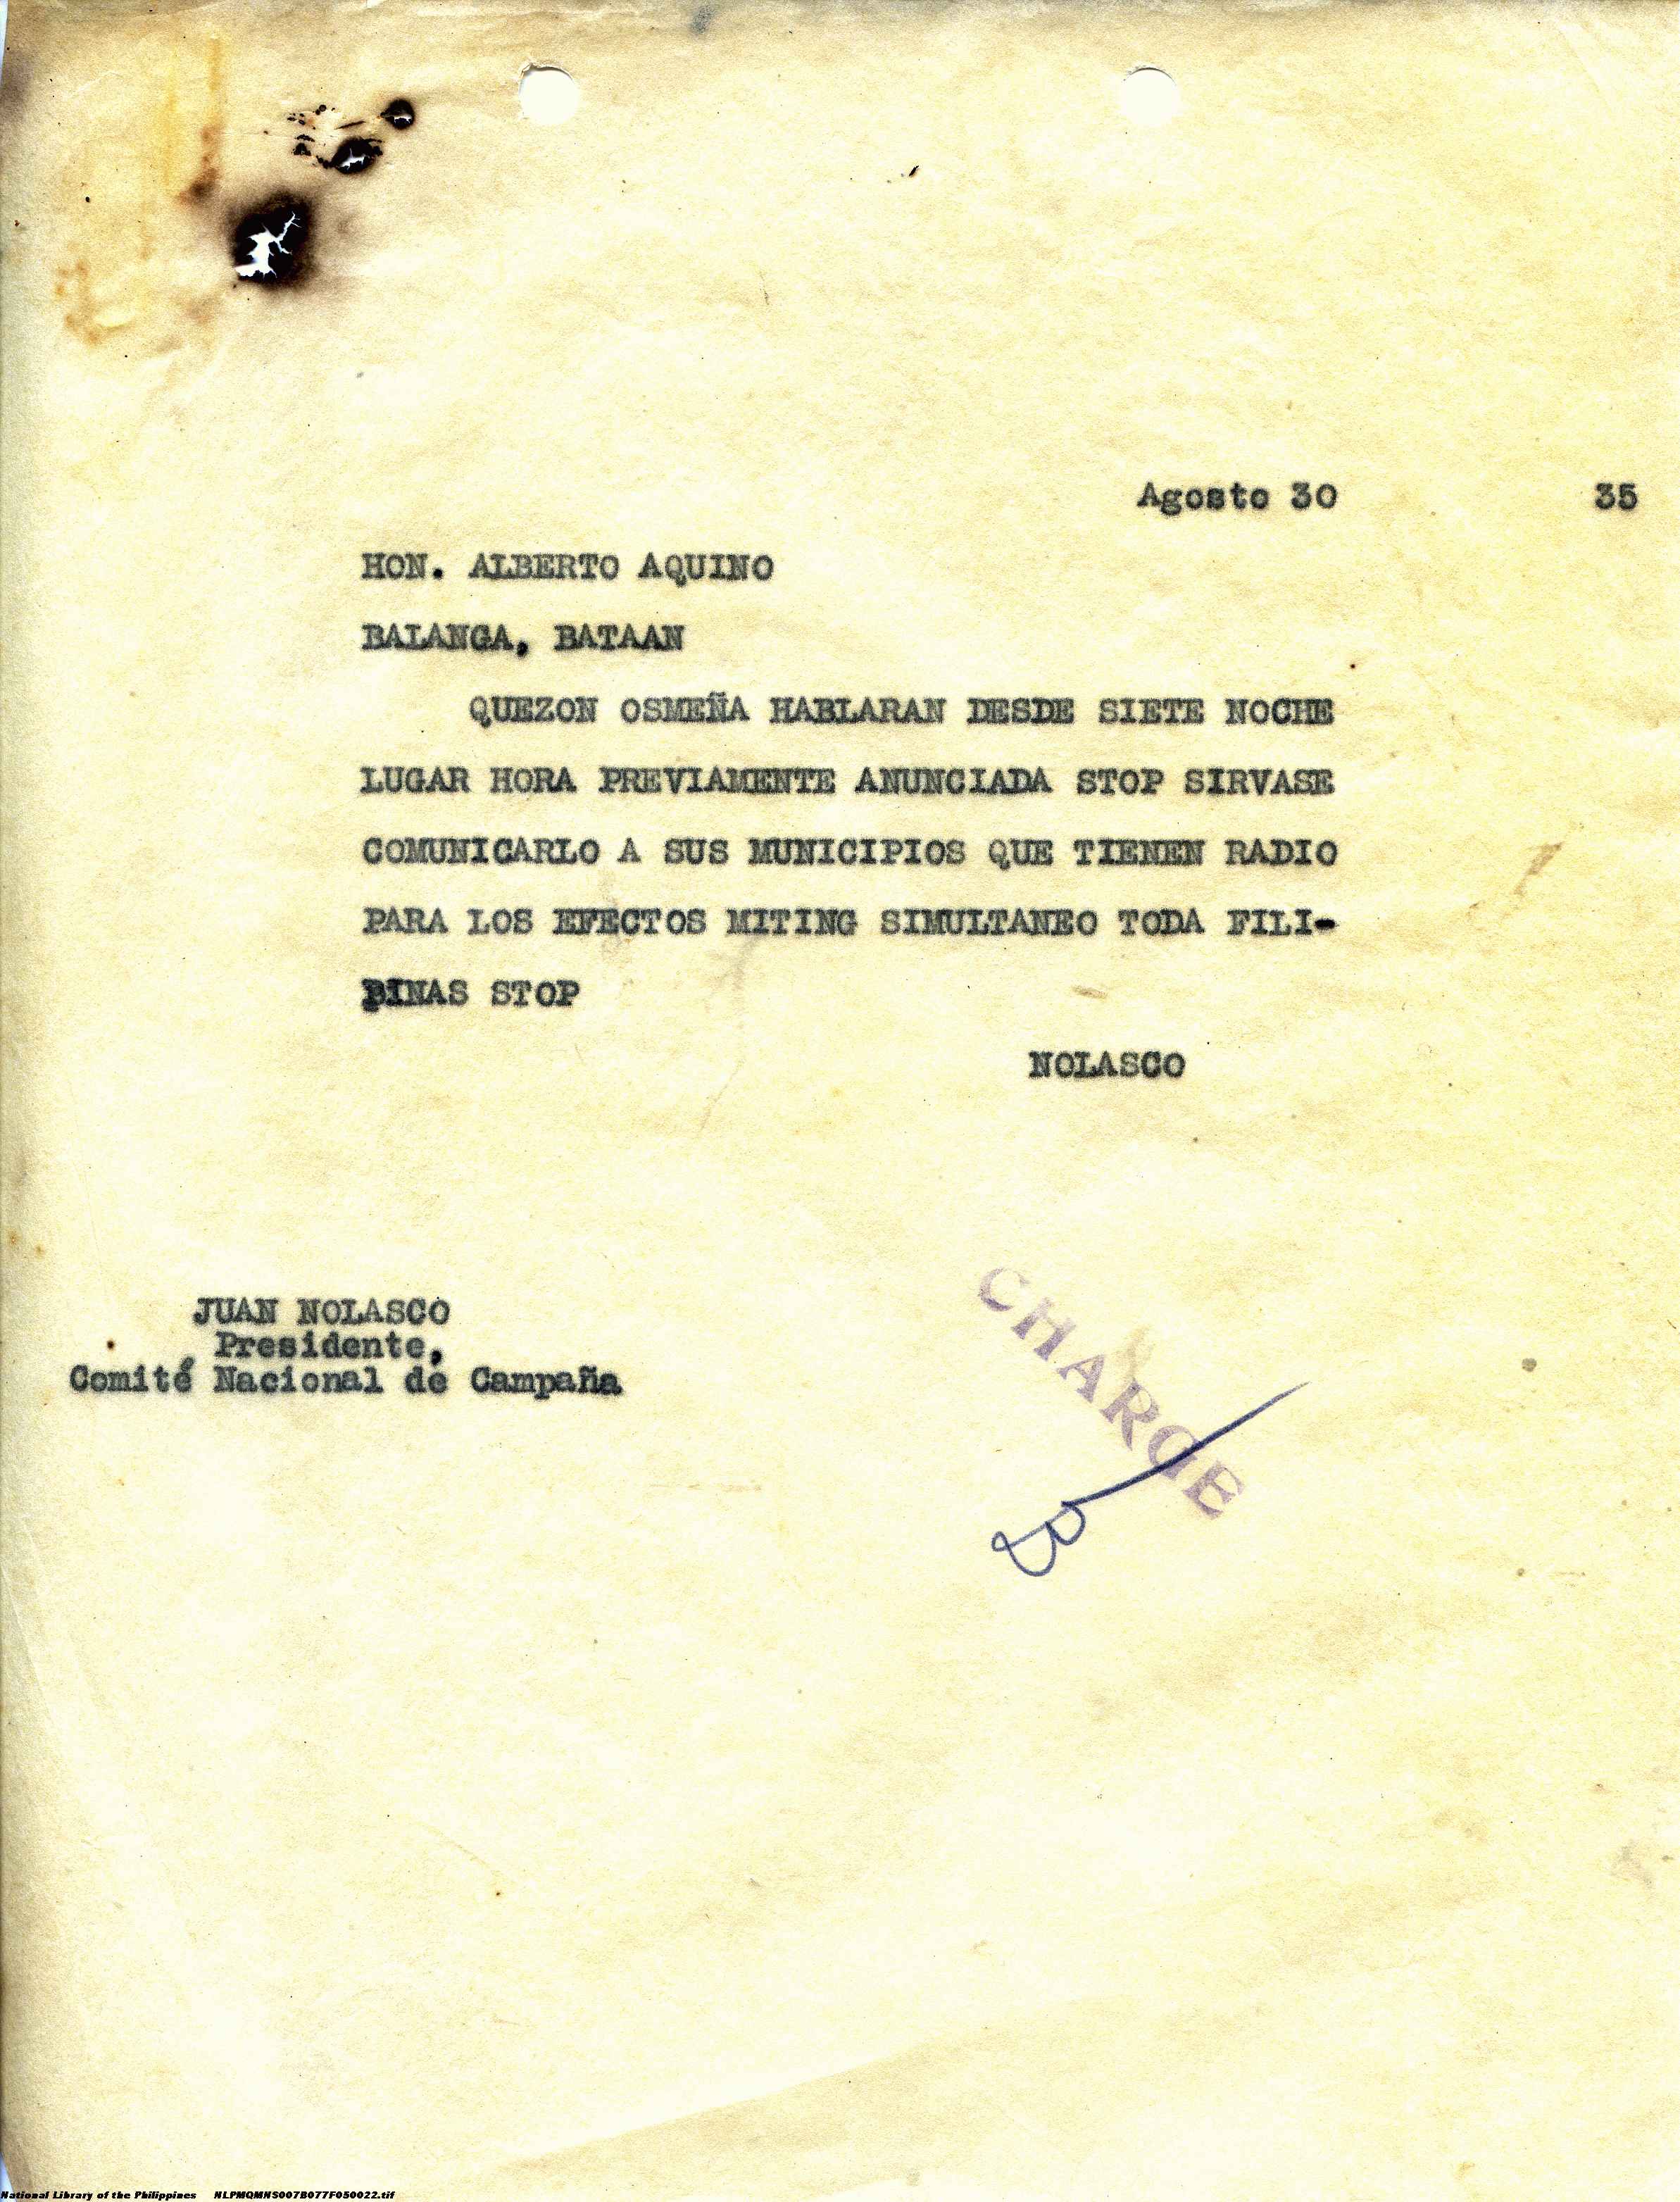 Agosto 30 35
HON. ALBERTO AQUINO
BALANGA, BATAAN
QUEZON OSMEÑA HABLARAN DESDE SIETE NOCHE
LUGAR HORA PREVIAMENTE ANUNCIADA STOP SIRVASE
COMUNICARLO A SUS MUNICIPIOS QUE TIENEN RADIO
PARA LOS EFECTOS MITING SIMULTANEO TODA FILI-
PINAS STOP
NOLASCO
JUAN NOLASCO
Presidente,
Comité Nacional de Campaña
CHARGE
B
National Library of the Philippines NLPMQMNS007B077F050022.tif